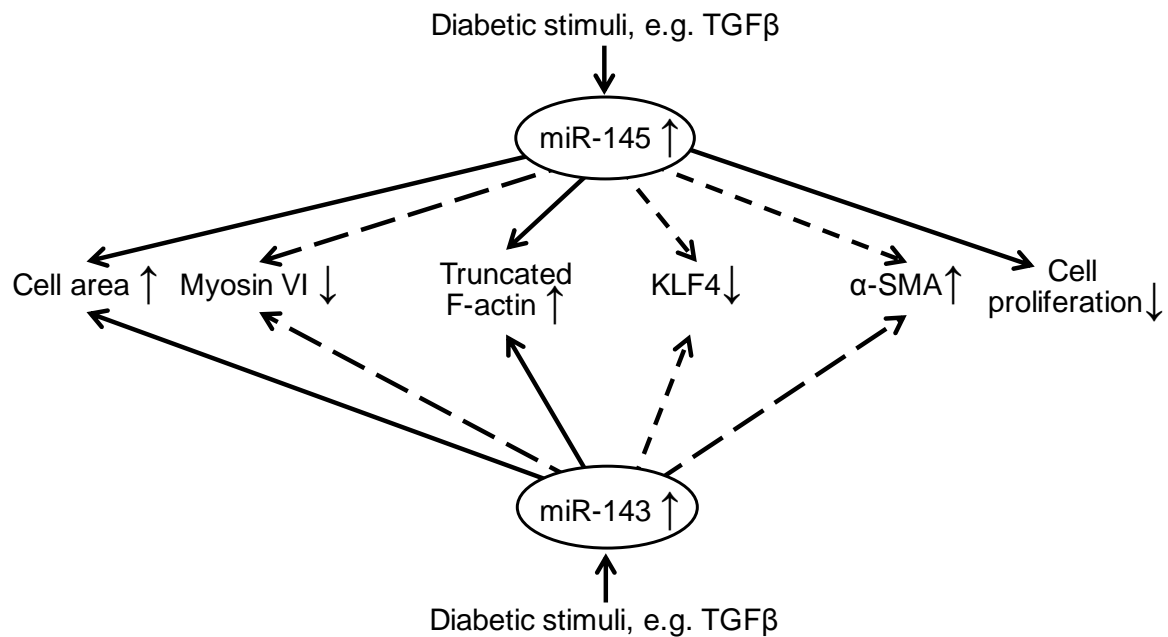 Diabetic stimuli, e.g. TGFβ
miR-145 ↑
Cell area ↑
Myosin VI ↓
Truncated
F-actin ↑
KLF4↓
α-SMA↑
Cell
proliferation↓
miR-143 ↑
Diabetic stimuli, e.g. TGFβ